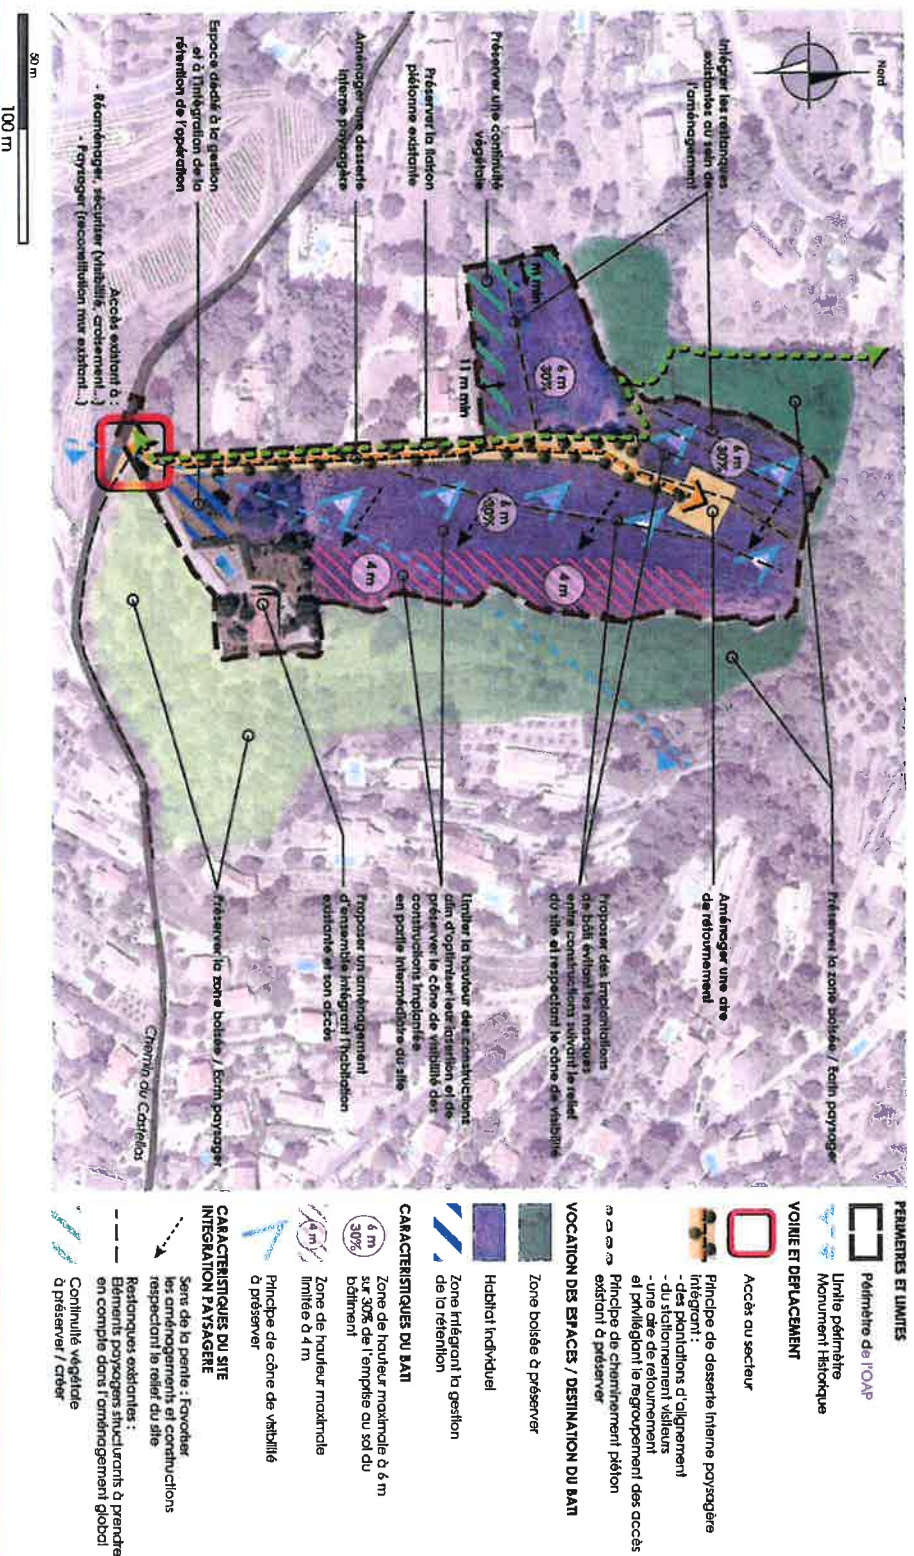 Nord
Intégrer les restanques
existantes au sein de
l'aménagement
Préserver une continuité
végétale
Préserver la liaison
piétonne existante
Aménager une desserte
interne paysagère
Espace dédié à la gestion
et à l'intégration de la
rétention de l'opération
Accès existant à :
- Réaménager, sécuriser (visibilité, croisement...)
- Paysager (reconstitution mur existant...)
50 m
100 m
m min
11 m min
6 m
30%
6 m
30%
6 m
30%
4 m
4 m
Préserver la zone boisée / Ecrin paysager
Aménager une aire
de retournement
Proposer des implantations
de bâti évitant les masques
entre constructions suivant le relief
du site et respectant le cône de visibilité
Limiter la hauteur des constructions
afin d'optimiser leur insertion et de
préserver le cône de visibilité des
constructions implantées
en partie intermédiaire du site
Proposer un aménagement
d'ensemble intégrant l'habitation
existante et son accès
Préserver la zone boisée / Ecrin paysager
Chemin du Castellas
PERIMETRES ET LIMITES
Périmètre de l'OAP
Limite périmètre
Monument Historique
VOIRIE ET DEPLACEMENT
Accès au secteur
Principe de desserte interne paysagère
intégrant :
- des plantations d'alignement
- du stationnement visiteurs
- une aire de retournement
et privilégiant le regroupement des accès
Principe de cheminement piéton
existant à préserver
VOCATION DES ESPACES / DESTINATION DU BATI
Zone boisée à préserver
Habitat individuel
Zone intégrant la gestion
de la rétention
CARACTERISTIQUES DU BATI
6 m
30%
Zone de hauteur maximale à 6 m
sur 30% de l'emprise au sol du
bâtiment
4 m
Zone de hauteur maximale
limitée à 4 m
Principe de cône de visibilité
à préserver
CARACTERISTIQUES DU SITE
INTEGRATION PAYSAGERE
Sens de la pente : Favoriser
les aménagements et constructions
respectant le relief du site
Restanques existantes :
Eléments paysagers structurants à prendre
en compte dans l'aménagement global
Continuité végétale
à préserver / créer